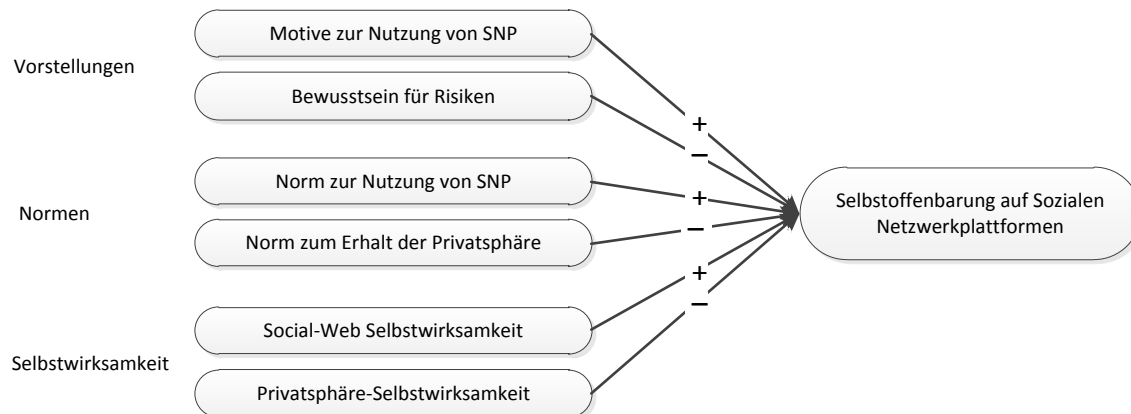 Vorstellungen
Motive zur Nutzung von SNP
Bewusstsein für Risiken
Normen
Norm zur Nutzung von SNP
Norm zum Erhalt der Privatsphäre
Selbstwirksamkeit
Social-Web Selbstwirksamkeit
Privatsphäre-Selbstwirksamkeit
+
−
+
−
+
−
Selbstoffenbarung auf Sozialen
Netzwerkplattformen